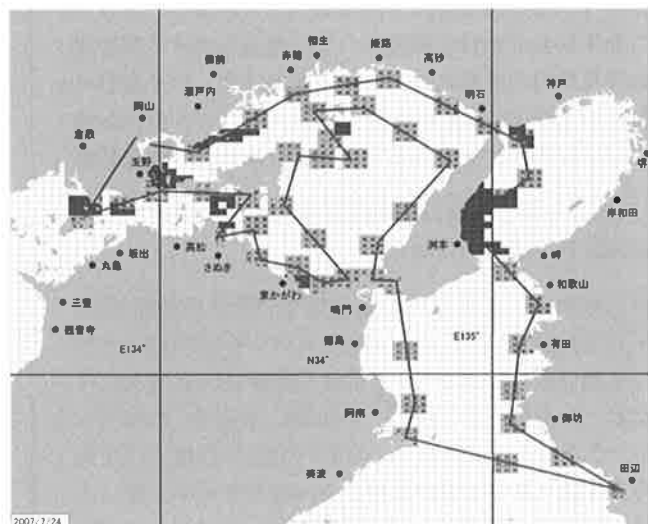 相生
姫路
赤穂
高砂
備前
神戸
瀬戸内
明石
岡山
倉敷
堺
玉野
岸和田
洲本
高松
坂出
さぬき
岬
丸亀
東かがわ
和歌山
三豊
鳴門
観音寺
E134°
徳島
E135°
有田
N34°
阿南
御坊
美波
田辺
2007/7/24